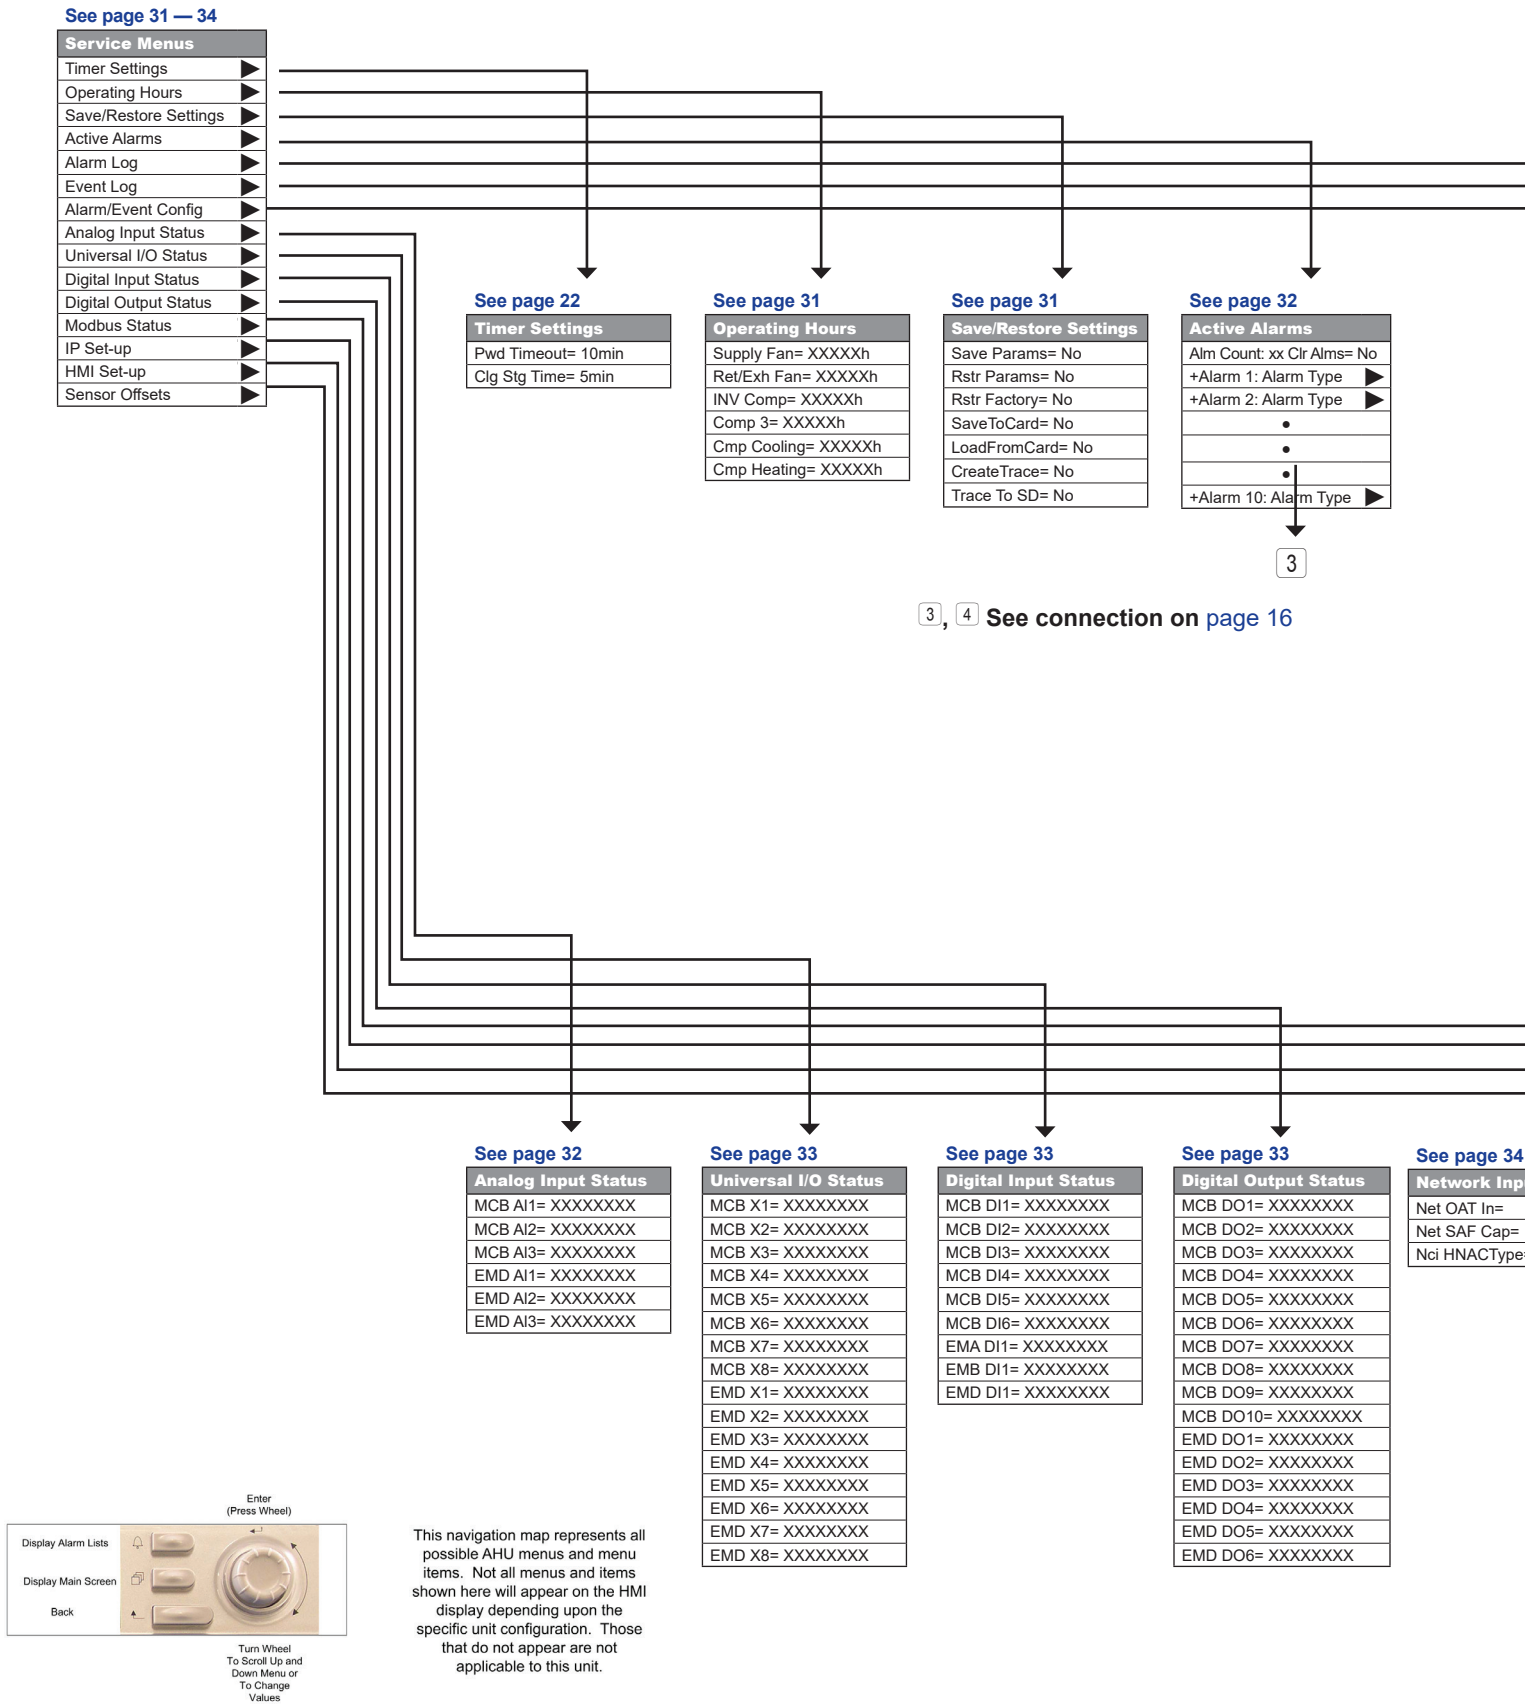 See page 31 — 34
Service Menus
Timer Settings
Operating Hours
Save/Restore Settings
Active Alarms
Alarm Log
Event Log
Alarm/Event Config
Analog Input Status
Universal I/O Status
Digital Input Status
Digital Output Status
Modbus Status
IP Set-up
HMI Set-up
Sensor Offsets
See page 22
Timer Settings
Pwd Timeout= 10min
Clg Stg Time= 5min
See page 31
Operating Hours
Supply Fan= XXXXXh
Ret/Exh Fan= XXXXXh
INV Comp= XXXXXh
Comp 3= XXXXXh
Cmp Cooling= XXXXXh
Cmp Heating= XXXXXh
See page 31
Save/Restore Settings
Save Params= No
Rstr Params= No
Rstr Factory= No
SaveToCard= No
LoadFromCard= No
CreateTrace= No
Trace To SD= No
See page 32
Active Alarms
Alm Count: xx Clr Alms= No
+Alarm 1: Alarm Type
+Alarm 2: Alarm Type
•
•
•
+Alarm 10: Alarm Type
3
3, 4 See connection on page 16
See page 32
Analog Input Status
MCB AI1= XXXXXXXX
MCB AI2= XXXXXXXX
MCB AI3= XXXXXXXX
EMD AI1= XXXXXXXX
EMD AI2= XXXXXXXX
EMD AI3= XXXXXXXX
See page 33
Universal I/O Status
MCB X1= XXXXXXXX
MCB X2= XXXXXXXX
MCB X3= XXXXXXXX
MCB X4= XXXXXXXX
MCB X5= XXXXXXXX
MCB X6= XXXXXXXX
MCB X7= XXXXXXXX
MCB X8= XXXXXXXX
EMD X1= XXXXXXXX
EMD X2= XXXXXXXX
EMD X3= XXXXXXXX
EMD X4= XXXXXXXX
EMD X5= XXXXXXXX
EMD X6= XXXXXXXX
EMD X7= XXXXXXXX
EMD X8= XXXXXXXX
See page 33
Digital Input Status
MCB DI1= XXXXXXXX
MCB DI2= XXXXXXXX
MCB DI3= XXXXXXXX
MCB DI4= XXXXXXXX
MCB DI5= XXXXXXXX
MCB DI6= XXXXXXXX
EMA DI1= XXXXXXXX
EMB DI1= XXXXXXXX
EMD DI1= XXXXXXXX
See page 33
Digital Output Status
MCB DO1= XXXXXXXX
MCB DO2= XXXXXXXX
MCB DO3= XXXXXXXX
MCB DO4= XXXXXXXX
MCB DO5= XXXXXXXX
MCB DO6= XXXXXXXX
MCB DO7= XXXXXXXX
MCB DO8= XXXXXXXX
MCB DO9= XXXXXXXX
MCB DO10= XXXXXXXX
EMD DO1= XXXXXXXX
EMD DO2= XXXXXXXX
EMD DO3= XXXXXXXX
EMD DO4= XXXXXXXX
EMD DO5= XXXXXXXX
EMD DO6= XXXXXXXX
See page 34
Network Inp
Net OAT In=
Net SAF Cap=
Nci HNACType=
Enter
(Press Wheel)
Display Alarm Lists
Display Main Screen
Back
Turn Wheel
To Scroll Up and
Down Menu or
To Change
Values
This navigation map represents all
possible AHU menus and menu
items. Not all menus and items
shown here will appear on the HMI
display depending upon the
specific unit configuration. Those
that do not appear are not
applicable to this unit.